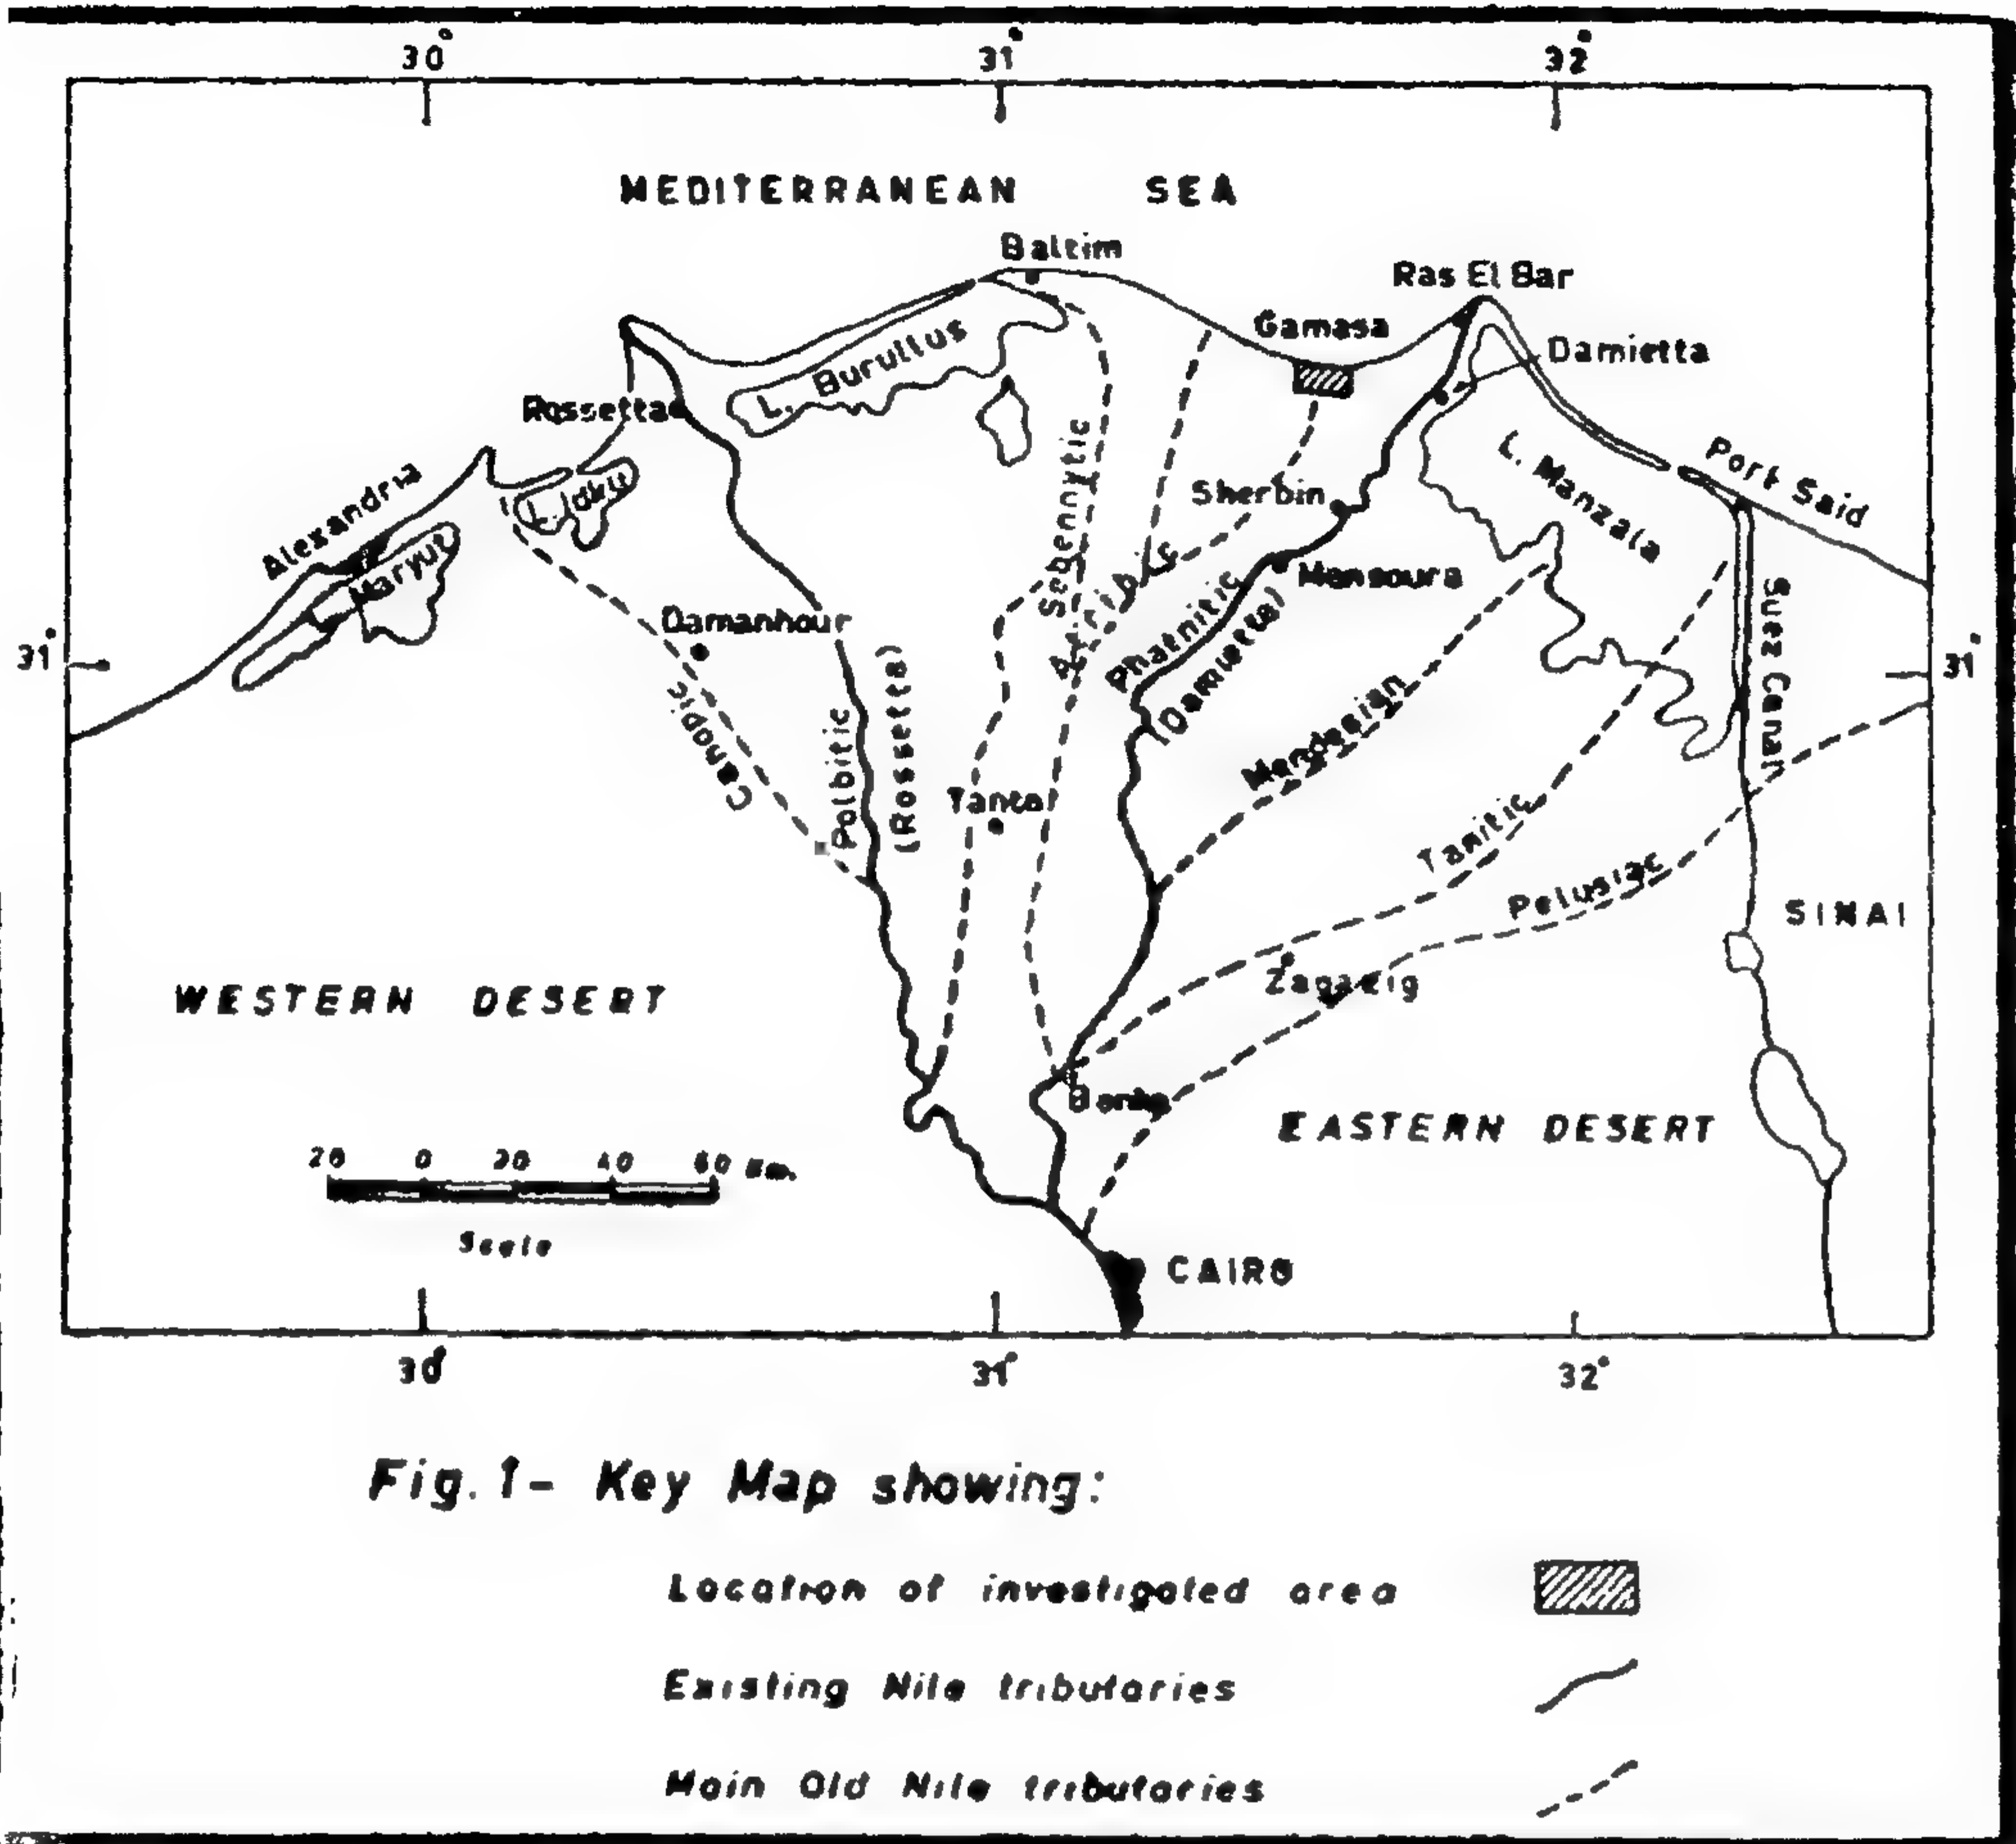 30° 31° 32°
MEDITERRANEAN SEA
Baltim
Ras El Bar
Gamasa
Damietta
L. Burullus
Rossetta
Port Said
L. Manzala
Alexandria
L. Idku
Sherbin
Maryut
Sebennytic
Atribic
Mansoura
Phatnitic
(Damietta)
Suez Canal
Damanhour
31° 31°
Canopic
Polbitic
(Rossetta)
Mendesian
Tanta
Tanitic
Pelusiac
SINAI
Zagazig
WESTERN DESERT
Benha
EASTERN DESERT
20 0 20 40 60 Km.
Scale
CAIRO
30° 31° 32°
Fig. 1- Key Map showing:
Location of investigated area
Existing Nile tributaries
Main Old Nile tributaries